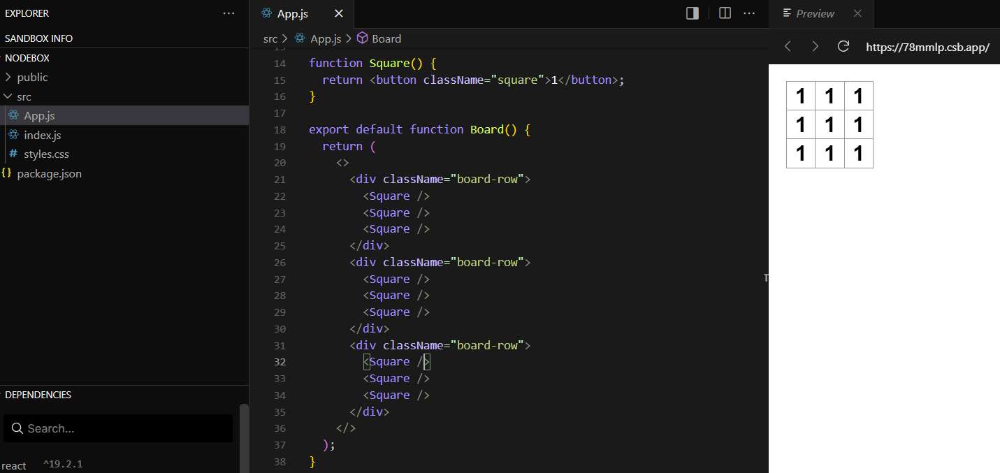 EXPLORER
SANDBOX INFO
NODEBOX
public
src
App.js
index.js
# styles.css
{} package.json
DEPENDENCIES
Search...
react ^19.2.1
App.js
src > App.js > Board
14 function Square() {
15 return <button className="square">1</button>;
16 }
17
18 export default function Board() {
19 return (
20 <>
21 <div className="board-row">
22 <Square />
23 <Square />
24 <Square />
25 </div>
26 <div className="board-row">
27 <Square />
28 <Square />
29 <Square />
30 </div>
31 <div className="board-row">
32 <Square />
33 <Square />
34 <Square />
35 </div>
36 </>
37 );
38 }
Preview
https://78mmlp.csb.app/
1 1 1
1 1 1
1 1 1